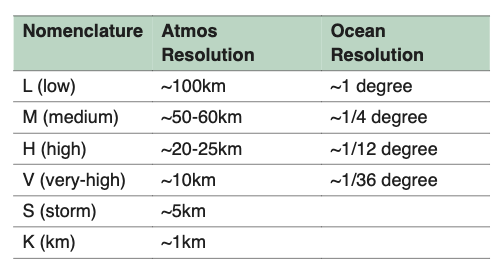 Nomenclature Atmos Resolution Ocean Resolution
L (low) ~100km ~1 degree
M (medium) ~50-60km ~1/4 degree
H (high) ~20-25km ~1/12 degree
V (very-high) ~10km ~1/36 degree
S (storm) ~5km
K (km) ~1km